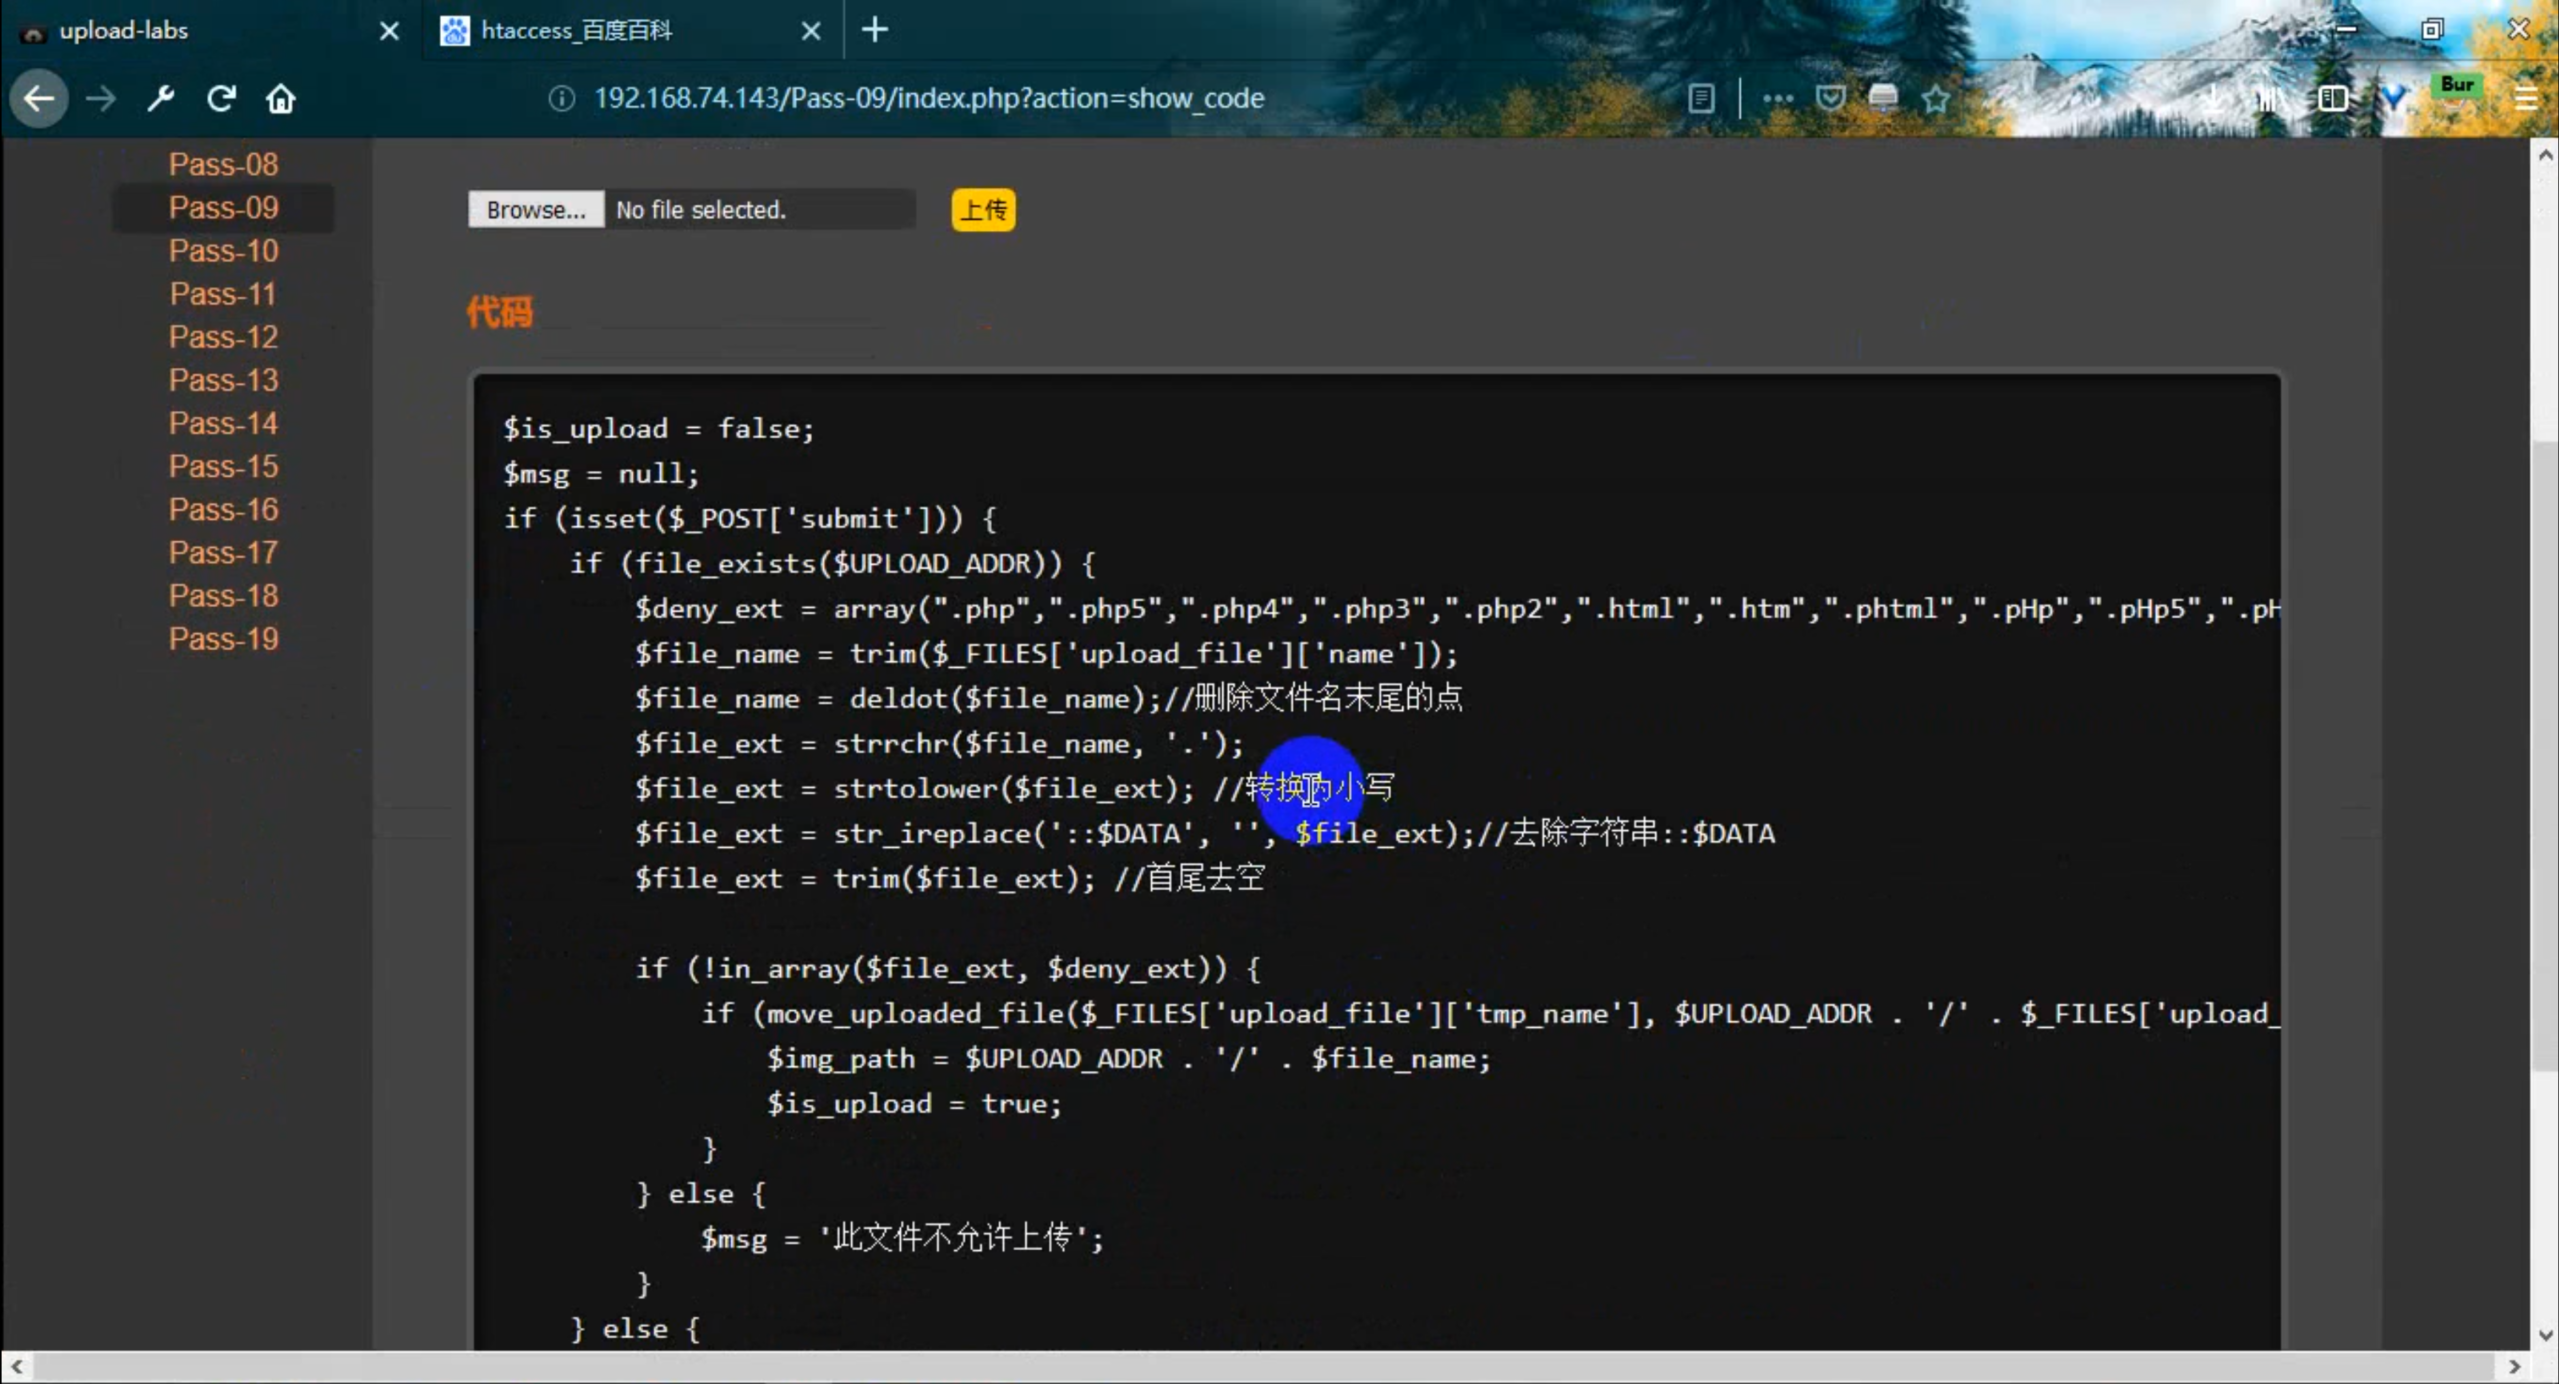 upload-labs
htaccess_百度百科
192.168.74.143/Pass-09/index.php?action=show_code
Bur
Pass-08
Pass-09
Pass-10
Pass-11
Pass-12
Pass-13
Pass-14
Pass-15
Pass-16
Pass-17
Pass-18
Pass-19
Browse... No file selected. 上传
代码
$is_upload = false;
$msg = null;
if (isset($_POST['submit'])) {
    if (file_exists($UPLOAD_ADDR)) {
        $deny_ext = array(".php",".php5",".php4",".php3",".php2",".html",".htm",".phtml",".pHp",".pHp5",".pH
        $file_name = trim($_FILES['upload_file']['name']);
        $file_name = deldot($file_name);//删除文件名末尾的点
        $file_ext = strrchr($file_name, '.');
        $file_ext = strtolower($file_ext); //转换为小写
        $file_ext = str_ireplace('::$DATA', '', $file_ext);//去除字符串::$DATA
        $file_ext = trim($file_ext); //首尾去空
        if (!in_array($file_ext, $deny_ext)) {
            if (move_uploaded_file($_FILES['upload_file']['tmp_name'], $UPLOAD_ADDR . '/' . $_FILES['upload_
                $img_path = $UPLOAD_ADDR . '/' . $file_name;
                $is_upload = true;
            }
        } else {
            $msg = '此文件不允许上传';
        }
    } else {